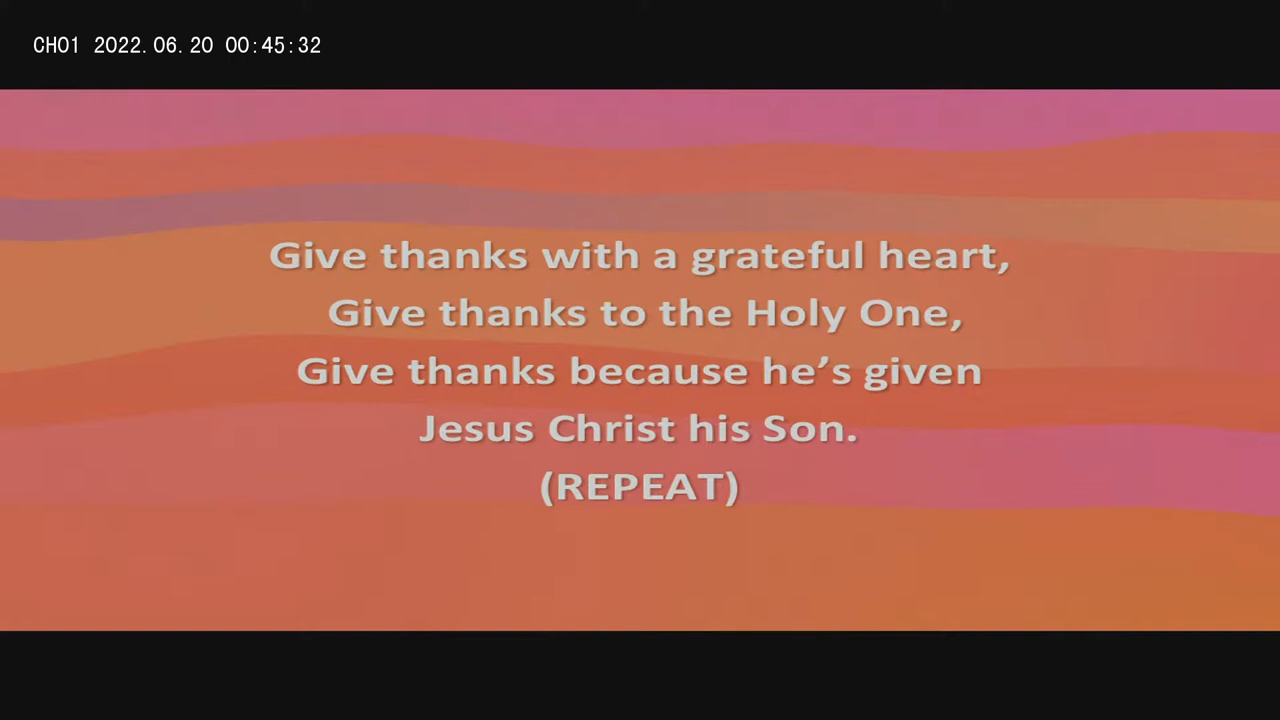 CH01 2022.06.20 00:45:32
Give thanks with a grateful heart,
Give thanks to the Holy One,
Give thanks because he’s given
Jesus Christ his Son.
(REPEAT)